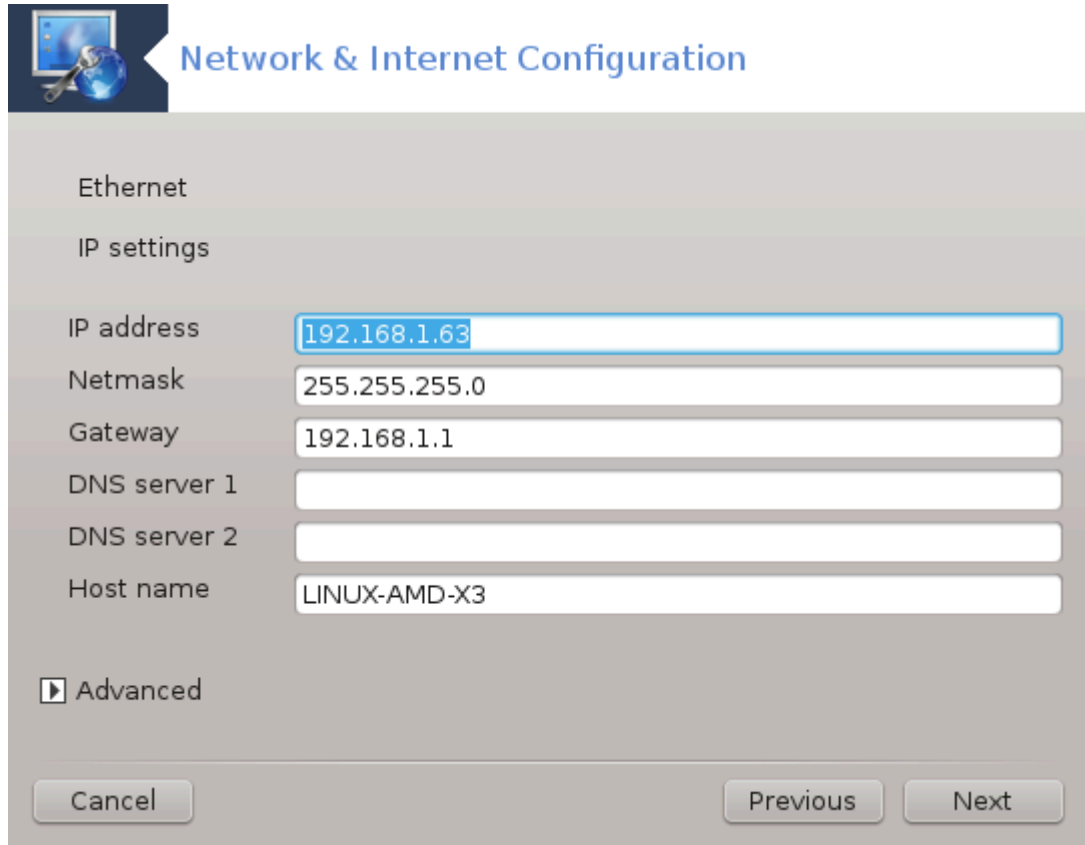 Network & Internet Configuration
Ethernet
IP settings
IP address 192.168.1.63
Netmask 255.255.255.0
Gateway 192.168.1.1
DNS server 1
DNS server 2
Host name LINUX-AMD-X3
Advanced
Cancel Previous Next